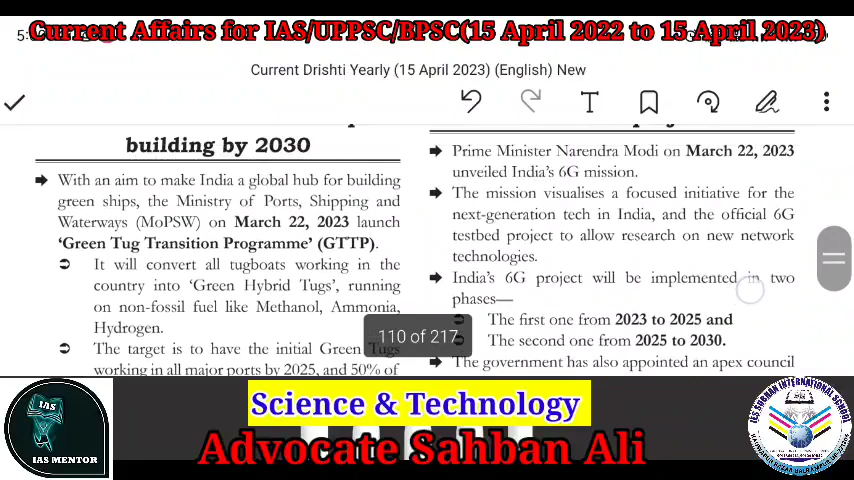 Current Affairs for IAS/UPPSC/BPSC(15 April 2022 to 15 April 2023)
Current Drishti Yearly (15 April 2023) (English) New
building by 2030
With an aim to make India a global hub for building
green ships, the Ministry of Ports, Shipping and
Waterways (MoPSW) on March 22, 2023 launch
'Green Tug Transition Programme' (GTTP).
It will convert all tugboats working in the
country into 'Green Hybrid Tugs', running
on non-fossil fuel like Methanol, Ammonia,
Hydrogen.
The target is to have the initial Green Tugs
working in all major ports by 2025, and 50% of
Prime Minister Narendra Modi on March 22, 2023
unveiled India's 6G mission.
The mission visualises a focused initiative for the
next-generation tech in India, and the official 6G
testbed project to allow research on new network
technologies.
India's 6G project will be implemented in two
phases—
The first one from 2023 to 2025 and
The second one from 2025 to 2030.
The government has also appointed an apex council
110 of 217
Science & Technology
Advocate Sahban Ali
IAS
IAS MENTOR